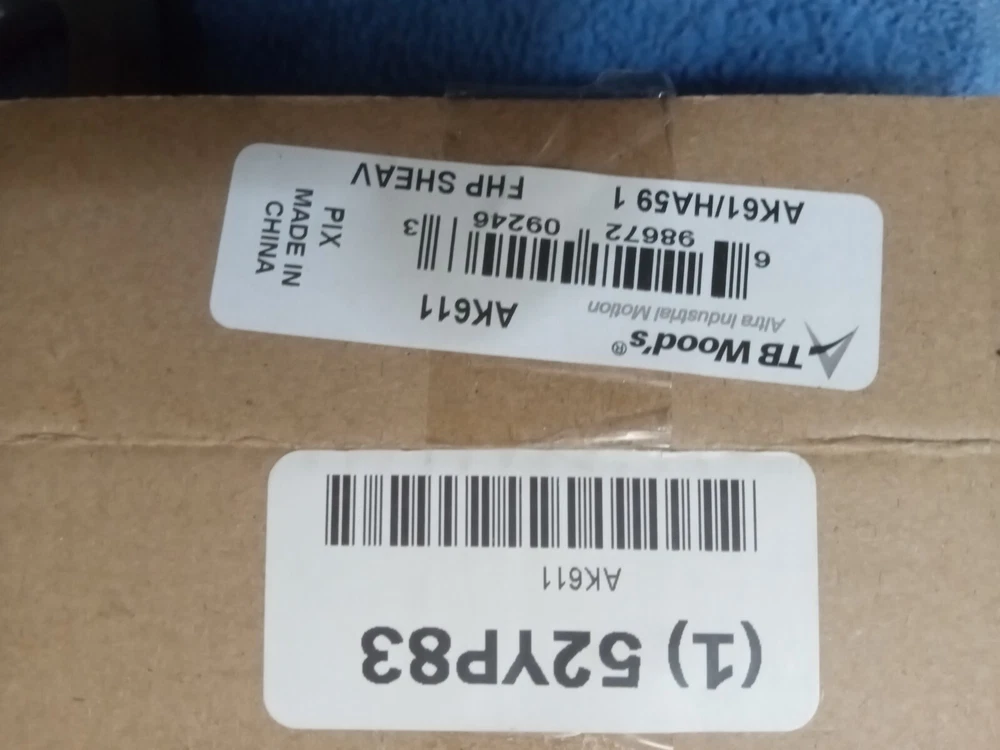 (1) 52YP83
AK611
TB Wood's®
Altra Industrial Motion
AK611
6 98672 09246 3
AK61/HA59 1 FHP SHEAV
PIX
MADE IN
CHINA